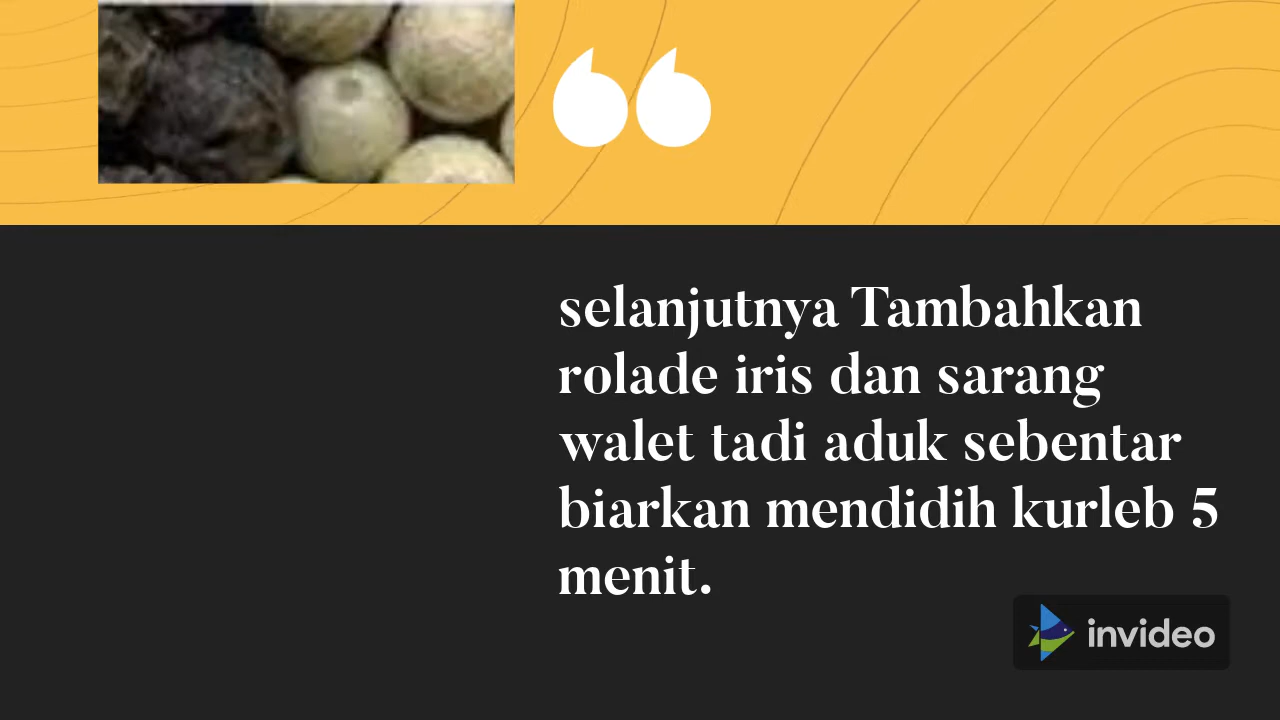 selanjutnya Tambahkan
rolade iris dan sarang
walet tadi aduk sebentar
biarkan mendidih kurleb 5
menit.
invideo